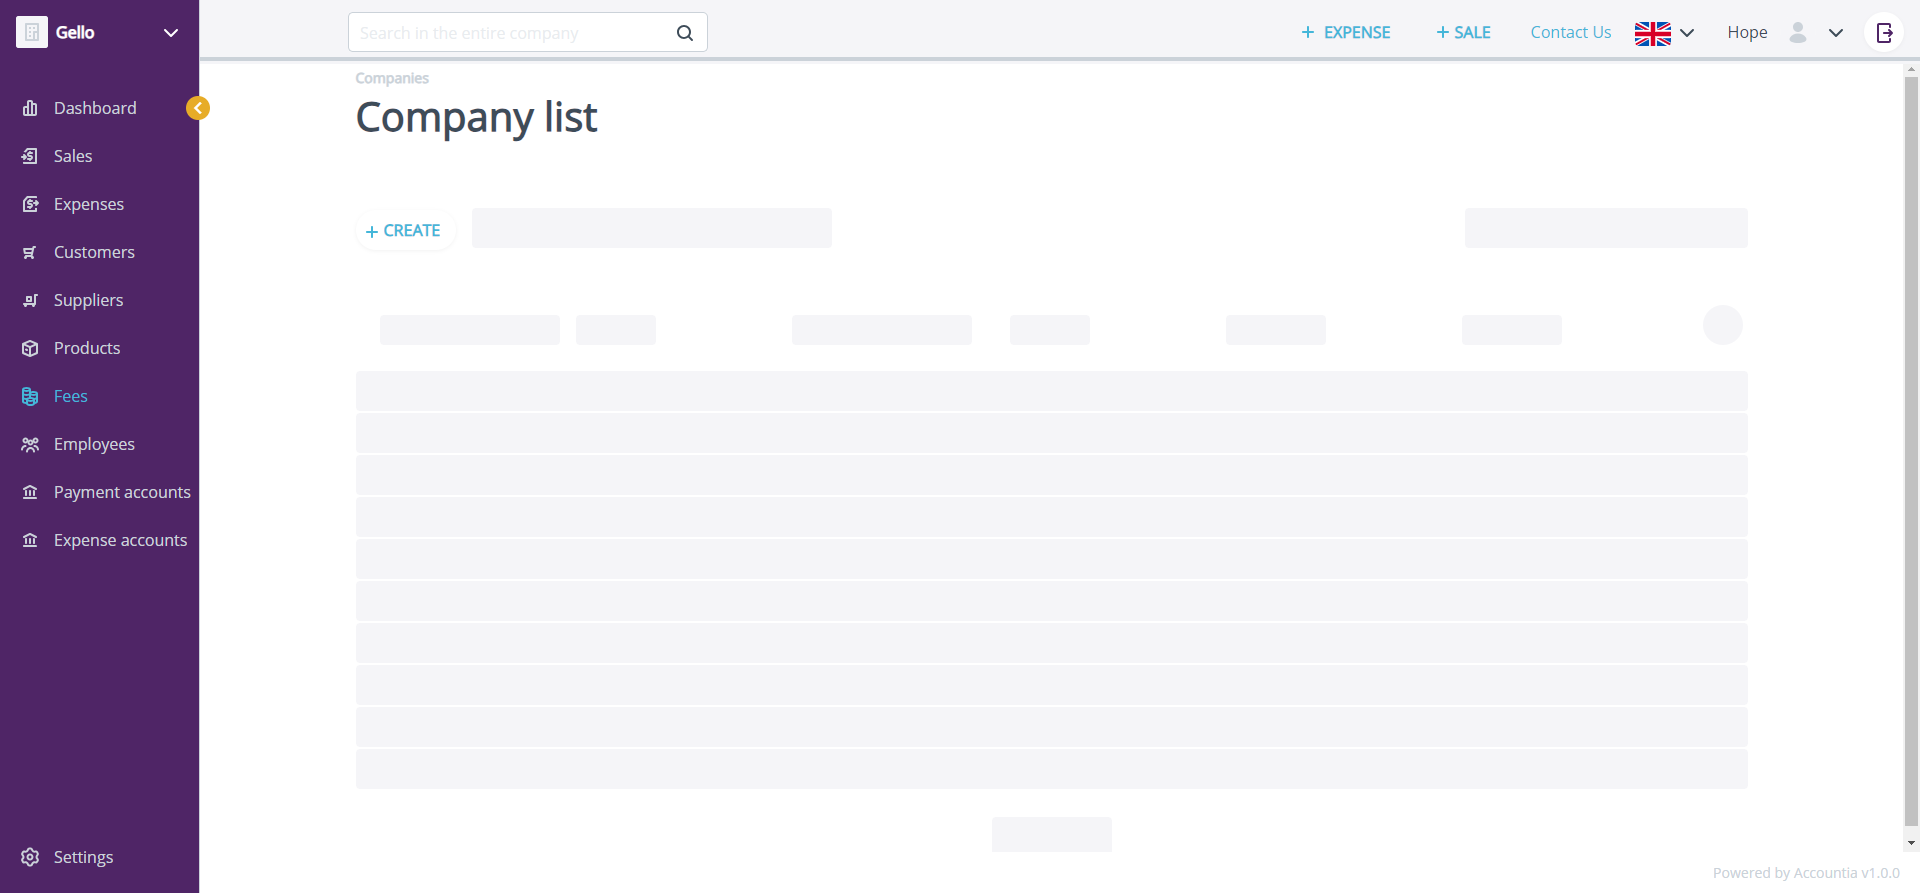 Gello
Search in the entire company
+ EXPENSE
+ SALE
Contact Us
Hope
Dashboard
Sales
Expenses
Customers
Suppliers
Products
Fees
Employees
Payment accounts
Expense accounts
Settings
Companies
Company list
+ CREATE
Powered by Accountia v1.0.0